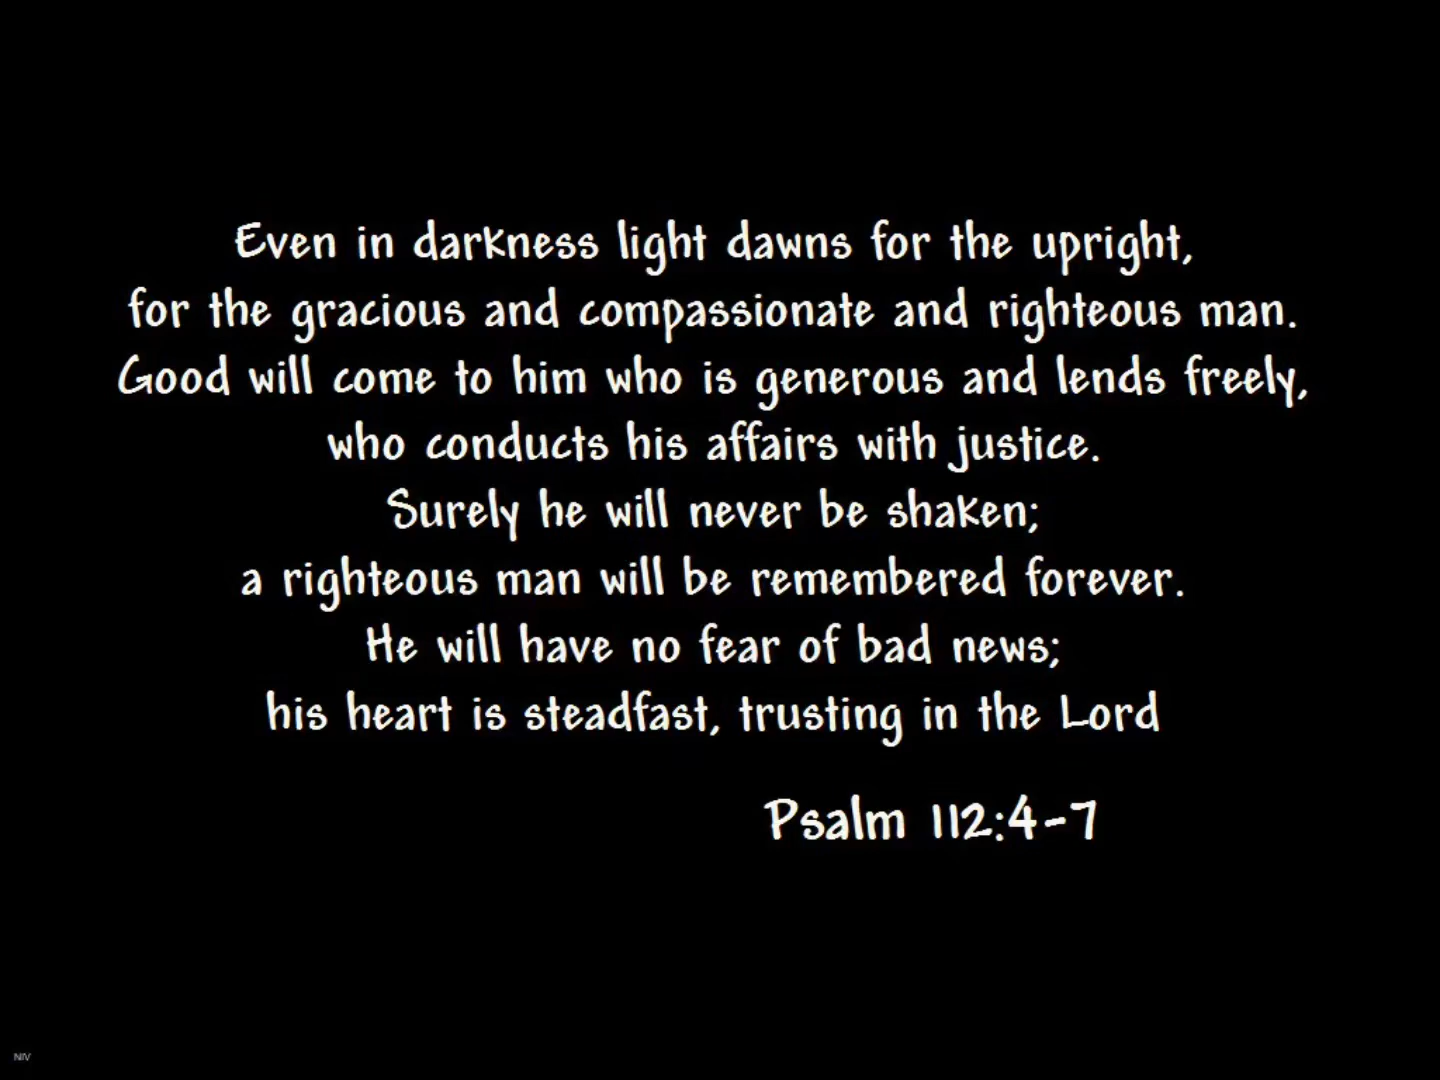 Even in darkness light dawns for the upright,
for the gracious and compassionate and righteous man.
Good will come to him who is generous and lends freely,
who conducts his affairs with justice.
Surely he will never be shaken;
a righteous man will be remembered forever.
He will have no fear of bad news;
his heart is steadfast, trusting in the Lord
Psalm 112:4-7
NIV